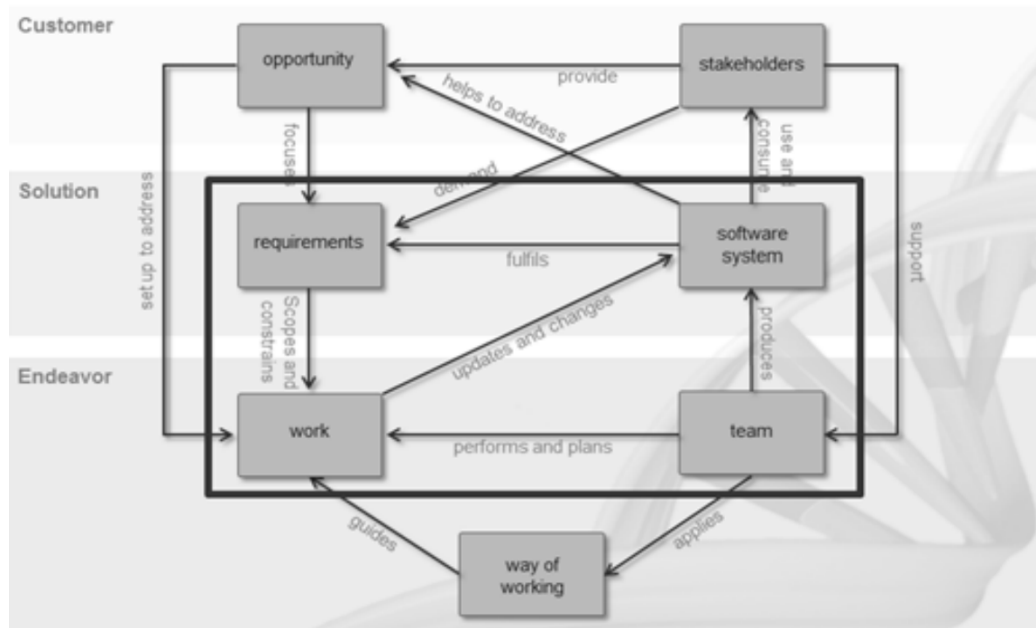 Customer
opportunity
stakeholders
provide
helps to address
focuses
demand
use and
consume
Solution
set up to address
requirements
software
system
fulfils
support
Scopes and
constrains
updates and changes
produces
Endeavor
work
team
performs and plans
guides
applies
way of
working